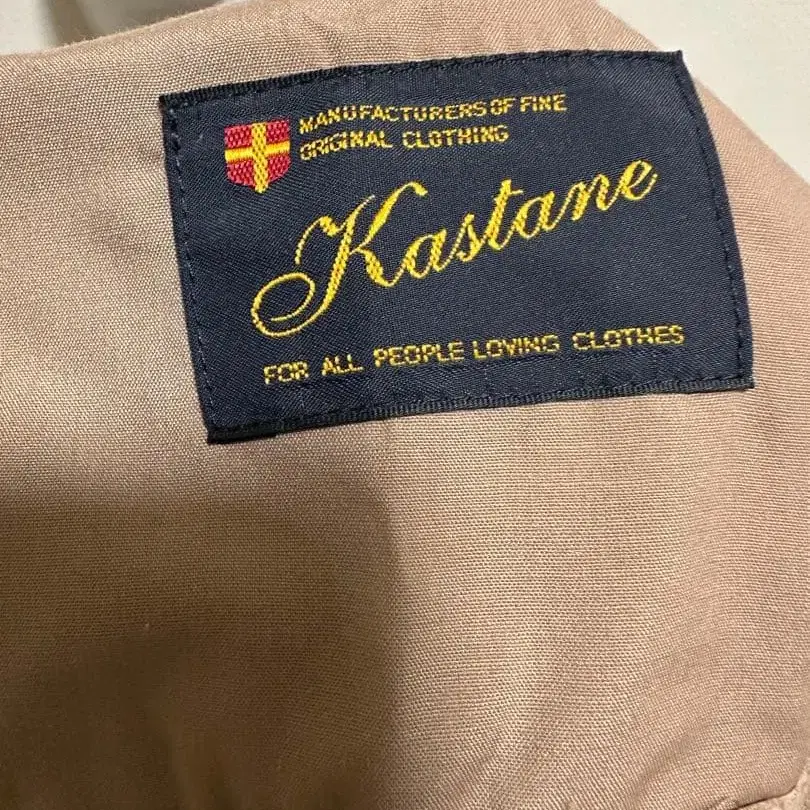 MANUFACTURERS OF FINE
ORIGINAL CLOTHING
Kastane
FOR ALL PEOPLE LOVING CLOTHES